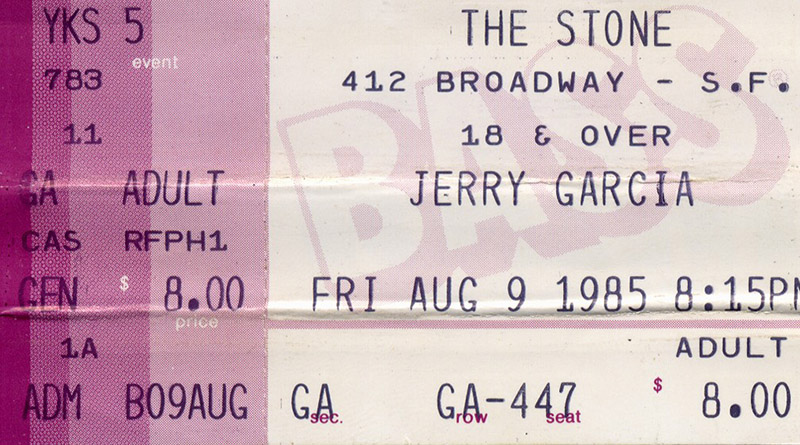 YKS 5
event
783
11
GA ADULT
CAS RFPH1
GEN $ 8.00
price
1A
ADM B09AUG
BASS®
THE STONE
412 BROADWAY - S.F.
18 & OVER
JERRY GARCIA
FRI AUG 9 1985 8:15PM
ADULT
GA GA-447 $ 8.00
sec. row seat